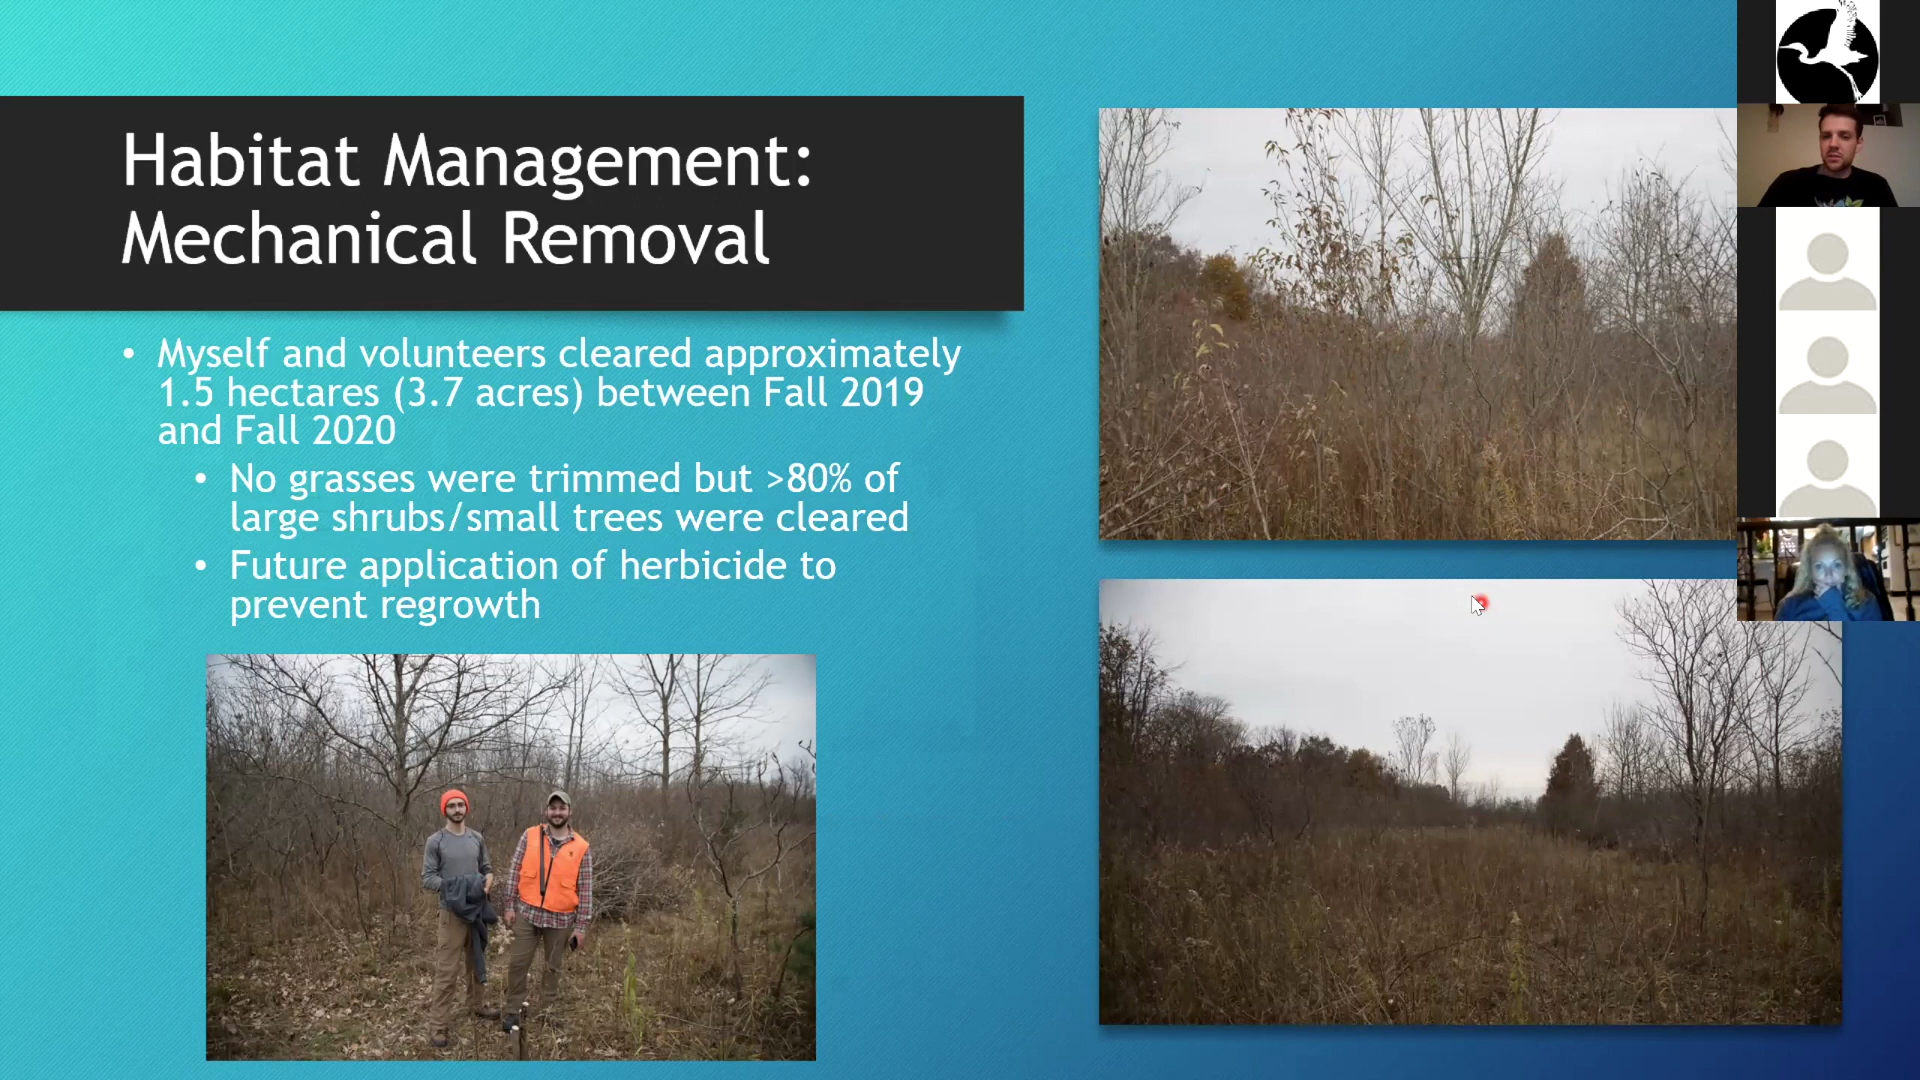 Habitat Management:
Mechanical Removal
• Myself and volunteers cleared approximately
1.5 hectares (3.7 acres) between Fall 2019
and Fall 2020
• No grasses were trimmed but >80% of
large shrubs/small trees were cleared
• Future application of herbicide to
prevent regrowth